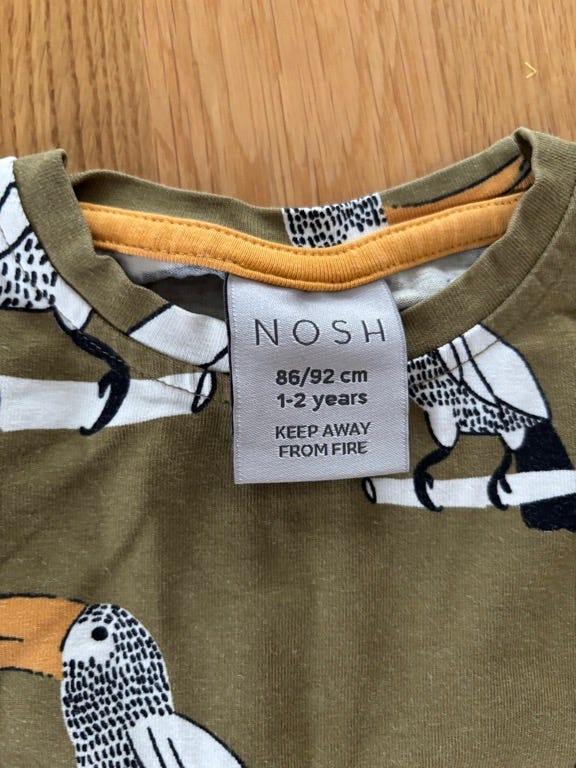 NOSH
86/92 cm
1-2 years
KEEP AWAY
FROM FIRE